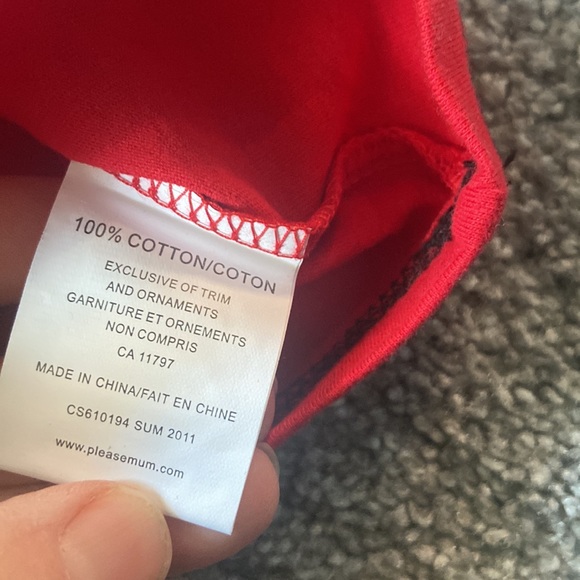 100% COTTON/COTON
EXCLUSIVE OF TRIM
AND ORNAMENTS
GARNITURE ET ORNEMENTS
NON COMPRIS
CA 11797
MADE IN CHINA/FAIT EN CHINE
CS610194 SUM 2011
www.pleasemum.com